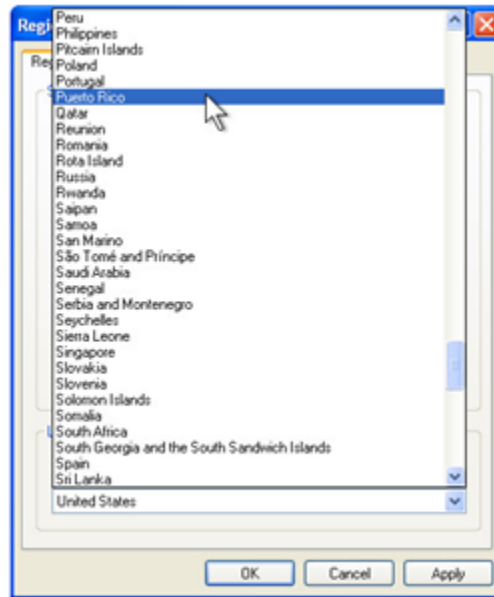 Regi
Reg
S
Peru
Philippines
Pitcairn Islands
Poland
Portugal
Puerto Rico
Qatar
Reunion
Romania
Rota Island
Russia
Rwanda
Saipan
Samoa
San Marino
São Tomé and Príncipe
Saudi Arabia
Senegal
Serbia and Montenegro
Seychelles
Sierra Leone
Singapore
Slovakia
Slovenia
Solomon Islands
Somalia
South Africa
South Georgia and the South Sandwich Islands
Spain
Sri Lanka
L
United States
OK Cancel Apply